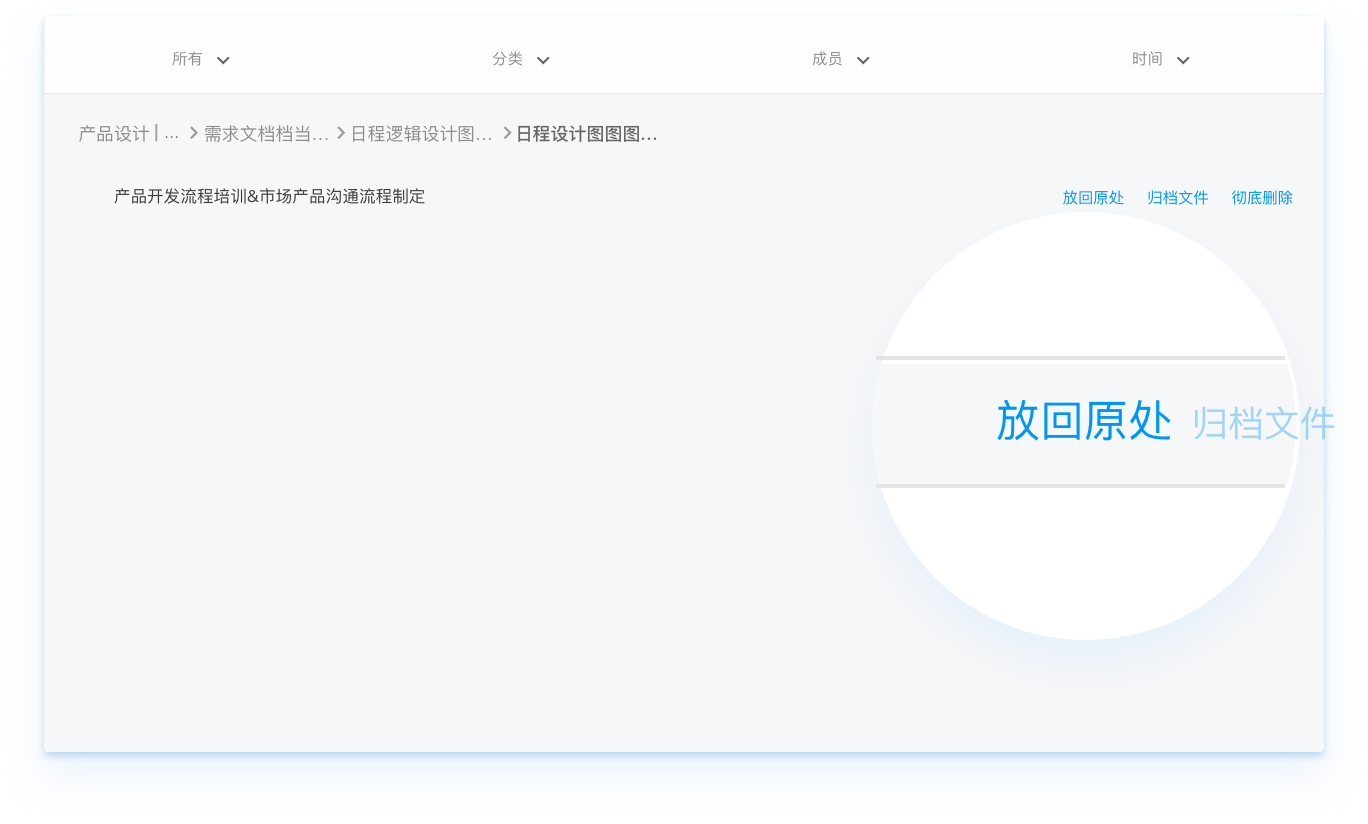 所有 分类 成员 时间
产品设计 | ... > 需求文档档当... > 日程逻辑设计图... > 日程设计图图图...
产品开发流程培训&市场产品沟通流程制定 放回原处 归档文件 彻底删除
放回原处 归档文件